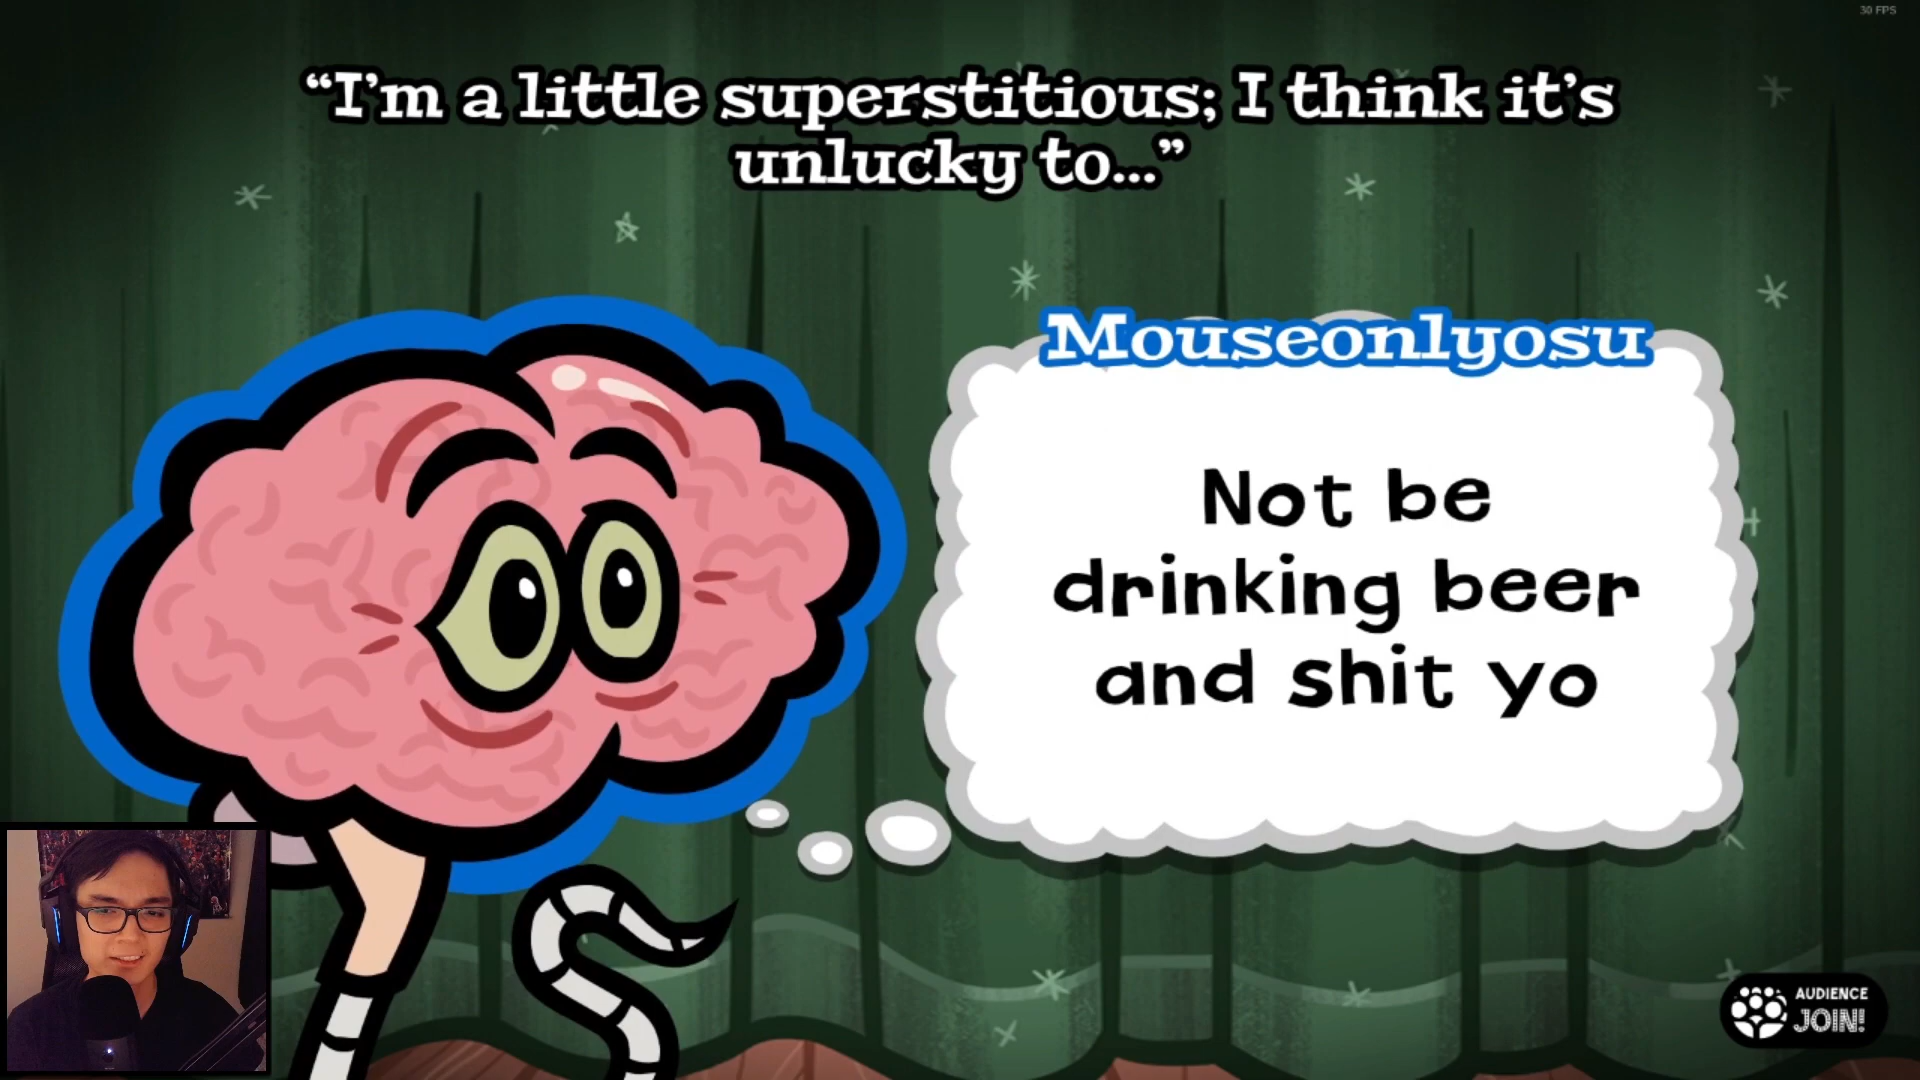 30 FPS
“I’m a little superstitious; I think it’s
unlucky to...”
Mouseonlyosu
Not be
drinking beer
and shit yo
AUDIENCE
JOIN!